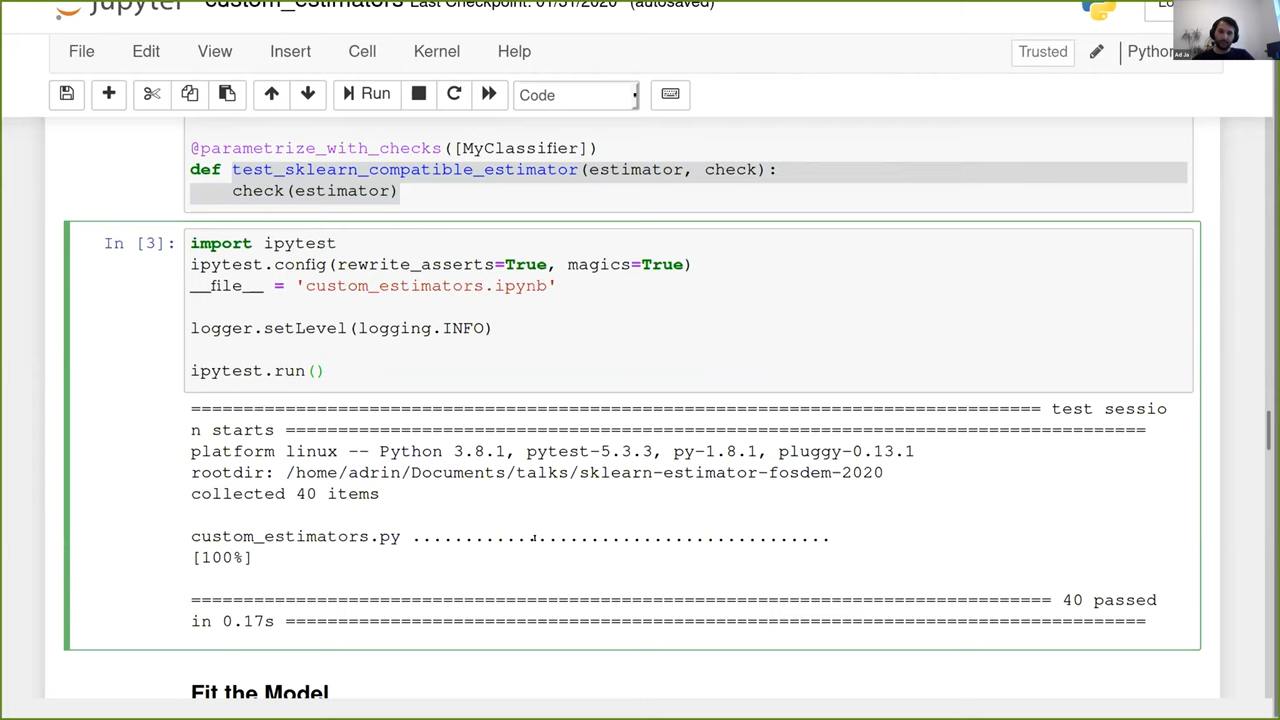 jupyter custom_estimators Last Checkpoint: 01/31/2020 (autosaved)
File Edit View Insert Cell Kernel Help Trusted Python
Run Code
Ad Ja
@parametrize_with_checks([MyClassifier])
def test_sklearn_compatible_estimator(estimator, check):
check(estimator)
In [3]:
import ipytest
ipytest.config(rewrite_asserts=True, magics=True)
__file__ = 'custom_estimators.ipynb'
logger.setLevel(logging.INFO)
ipytest.run()
================================================================================= test sessio
n starts ==================================================================================
platform linux -- Python 3.8.1, pytest-5.3.3, py-1.8.1, pluggy-0.13.1
rootdir: /home/adrin/Documents/talks/sklearn-estimator-fosdem-2020
collected 40 items
custom_estimators.py ........................................
[100%]
================================================================================== 40 passed
in 0.17s ==================================================================================
Fit the Model